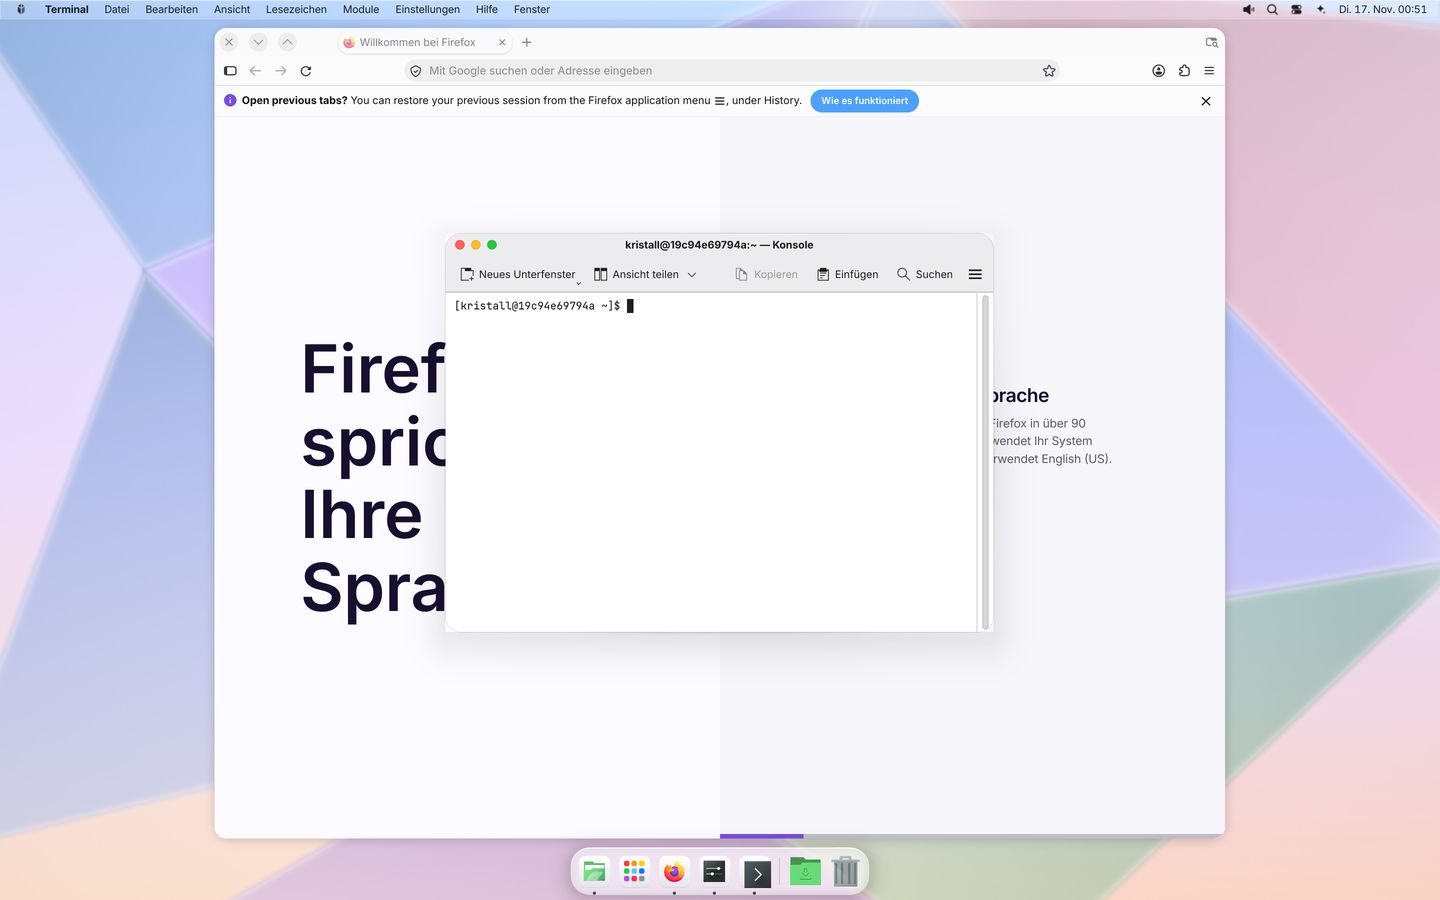 Terminal Datei Bearbeiten Ansicht Lesezeichen Module Einstellungen Hilfe Fenster Di. 17. Nov. 00:51
Willkommen bei Firefox
Mit Google suchen oder Adresse eingeben
Open previous tabs? You can restore your previous session from the Firefox application menu , under History. Wie es funktioniert
kristall@19c94e69794a:~ — Konsole
Neues Unterfenster Ansicht teilen Kopieren Einfügen Suchen
[kristall@19c94e69794a ~]$
Firef
spric
Ihre
Spra
prache
Firefox in über 90
wendet Ihr System
rwendet English (US).